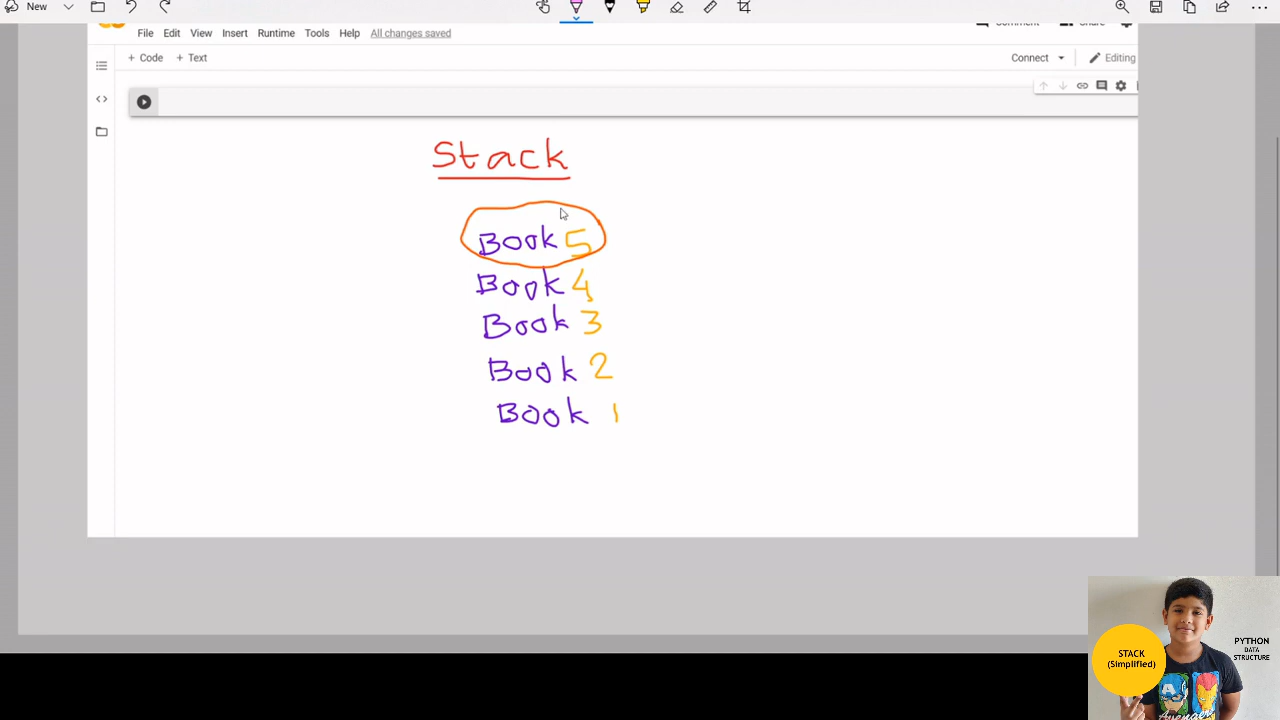 New
File Edit View Insert Runtime Tools Help All changes saved
+ Code + Text
Connect
Editing
Stack
Book 5
Book 4
Book 3
Book 2
Book 1
STACK
(Simplified)
PYTHON
DATA
STRUCTURE